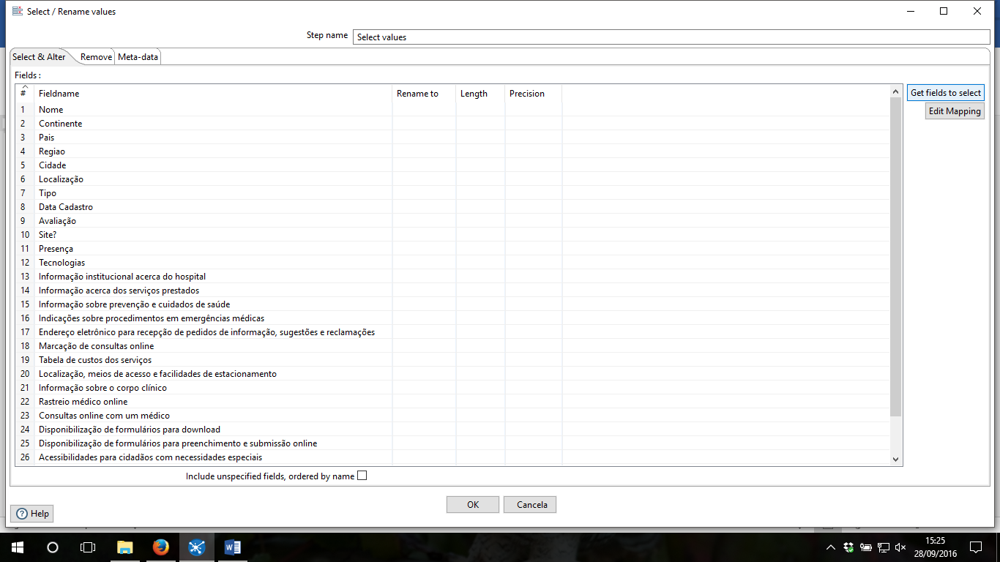 Select / Rename values
Step name Select values
Select & Alter Remove Meta-data
Fields :
# Fieldname Rename to Length Precision
Get fields to select
Edit Mapping
1 Nome
2 Continente
3 Pais
4 Regiao
5 Cidade
6 Localização
7 Tipo
8 Data Cadastro
9 Avaliação
10 Site?
11 Presença
12 Tecnologias
13 Informação institucional acerca do hospital
14 Informação acerca dos serviços prestados
15 Informação sobre prevenção e cuidados de saúde
16 Indicações sobre procedimentos em emergências médicas
17 Endereço eletrônico para recepção de pedidos de informação, sugestões e reclamações
18 Marcação de consultas online
19 Tabela de custos dos serviços
20 Localização, meios de acesso e facilidades de estacionamento
21 Informação sobre o corpo clínico
22 Rastreio médico online
23 Consultas online com um médico
24 Disponibilização de formulários para download
25 Disponibilização de formulários para preenchimento e submissão online
26 Acessibilidades para cidadãos com necessidades especiais
Include unspecified fields, ordered by name
OK Cancela
Help
15:25
28/09/2016